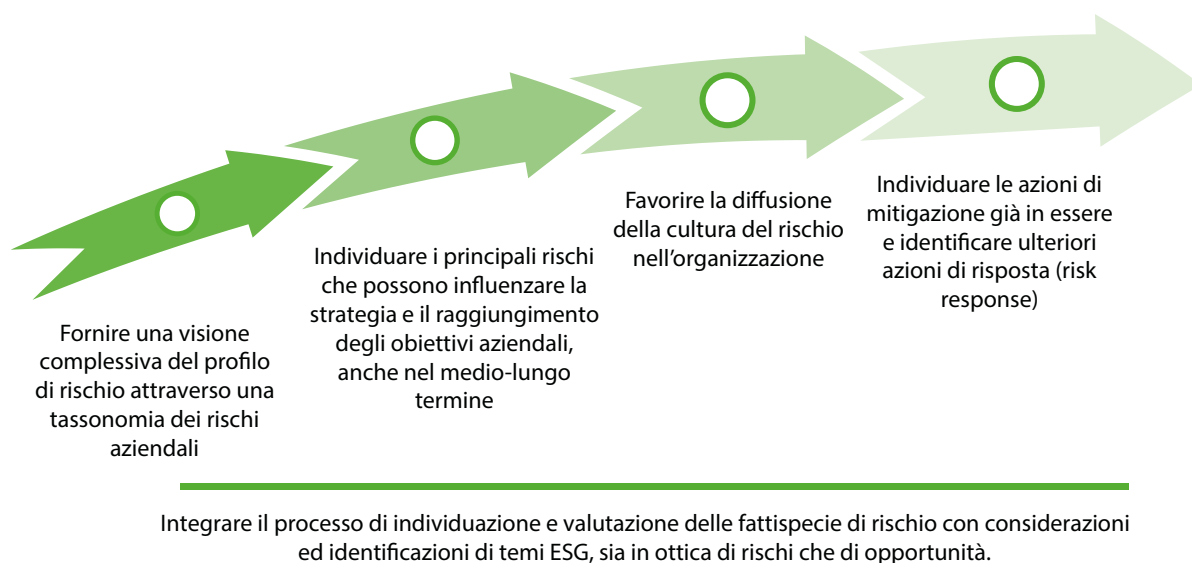 Fornire una visione
complessiva del profilo
di rischio attraverso una
tassonomia dei rischi
aziendali
Individuare i principali rischi
che possono influenzare la
strategia e il raggiungimento
degli obiettivi aziendali,
anche nel medio-lungo
termine
Favorire la diffusione
della cultura del rischio
nell'organizzazione
Individuare le azioni di
mitigazione già in essere
e identificare ulteriori
azioni di risposta (risk
response)
Integrare il processo di individuazione e valutazione delle fattispecie di rischio con considerazioni
ed identificazioni di temi ESG, sia in ottica di rischi che di opportunità.